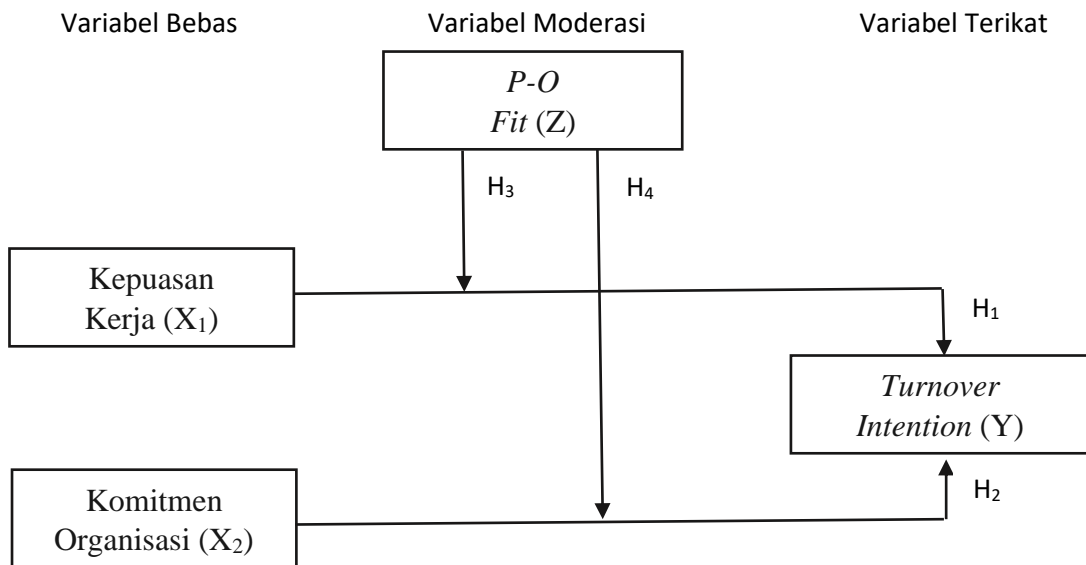 Variabel Bebas
Variabel Moderasi
Variabel Terikat
P-O
Fit (Z)
H₃
H₄
Kepuasan
Kerja (X₁)
H₁
Turnover
Intention (Y)
Komitmen
Organisasi (X₂)
H₂